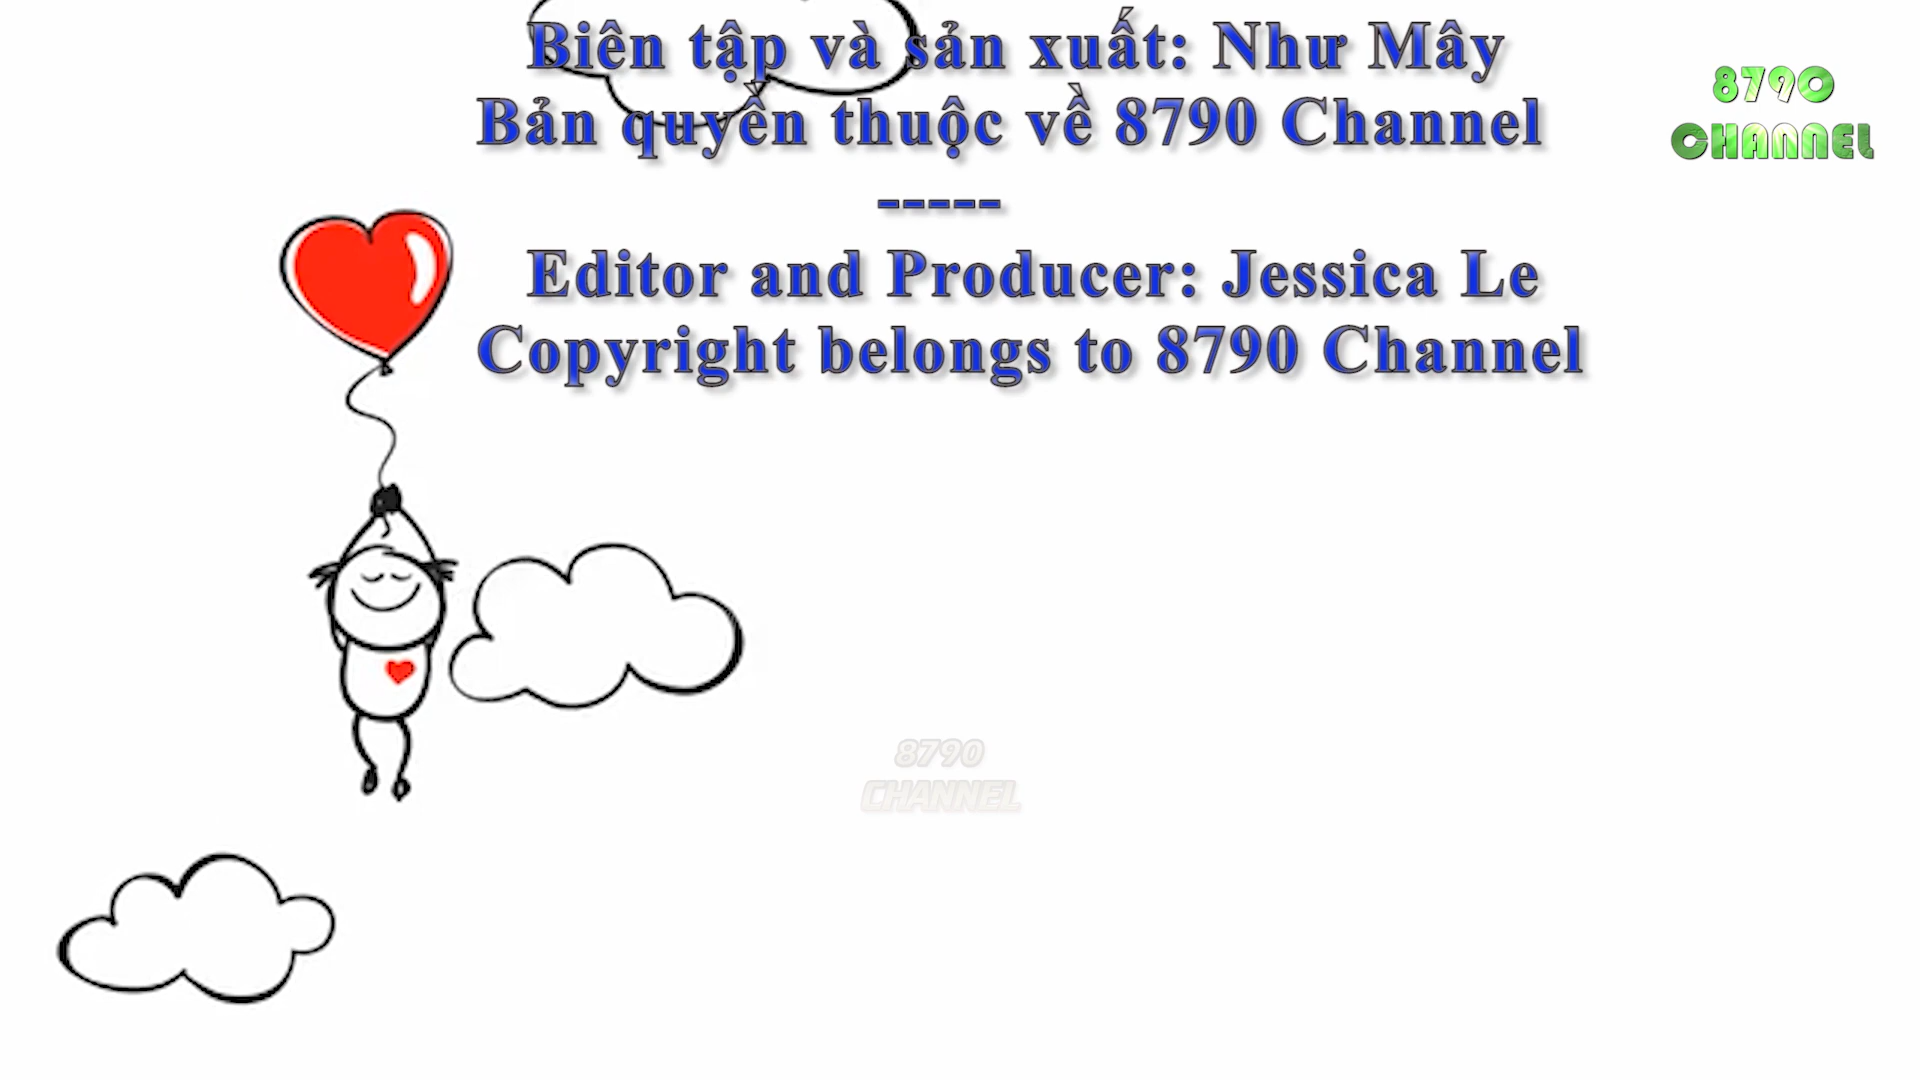 Biên tập và sản xuất: Như Mây
Bản quyền thuộc về 8790 Channel
-----
Editor and Producer: Jessica Le
Copyright belongs to 8790 Channel
8790
CHANNEL
8790
CHANNEL